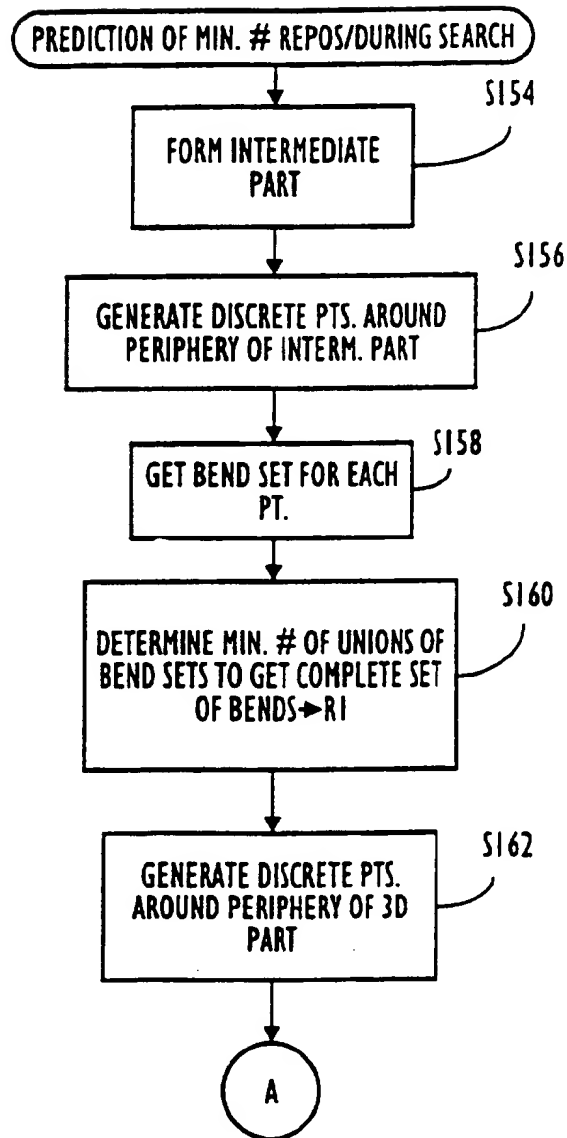 PREDICTION OF MIN. # REPOS/DURING SEARCH
S154
FORM INTERMEDIATE
PART
S156
GENERATE DISCRETE PTS. AROUND
PERIPHERY OF INTERM. PART
S158
GET BEND SET FOR EACH
PT.
S160
DETERMINE MIN. # OF UNIONS OF
BEND SETS TO GET COMPLETE SET
OF BENDS→R1
S162
GENERATE DISCRETE PTS.
AROUND PERIPHERY OF 3D
PART
A